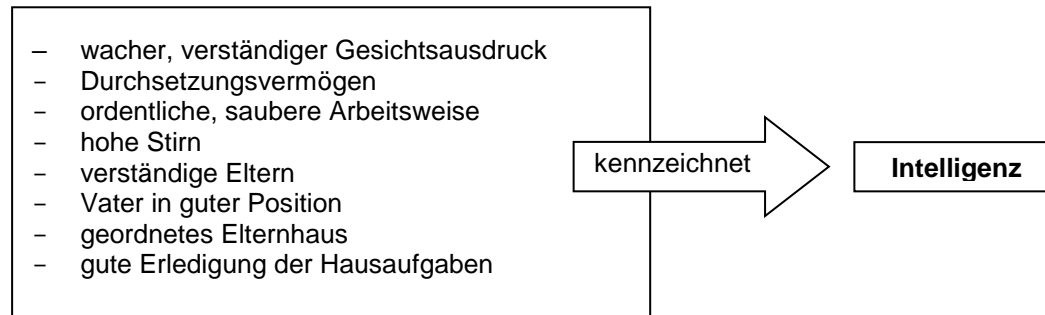 – wacher, verständiger Gesichtsausdruck
- Durchsetzungsvermögen
- ordentliche, saubere Arbeitsweise
- hohe Stirn
- verständige Eltern
- Vater in guter Position
- geordnetes Elternhaus
- gute Erledigung der Hausaufgaben
kennzeichnet
Intelligenz